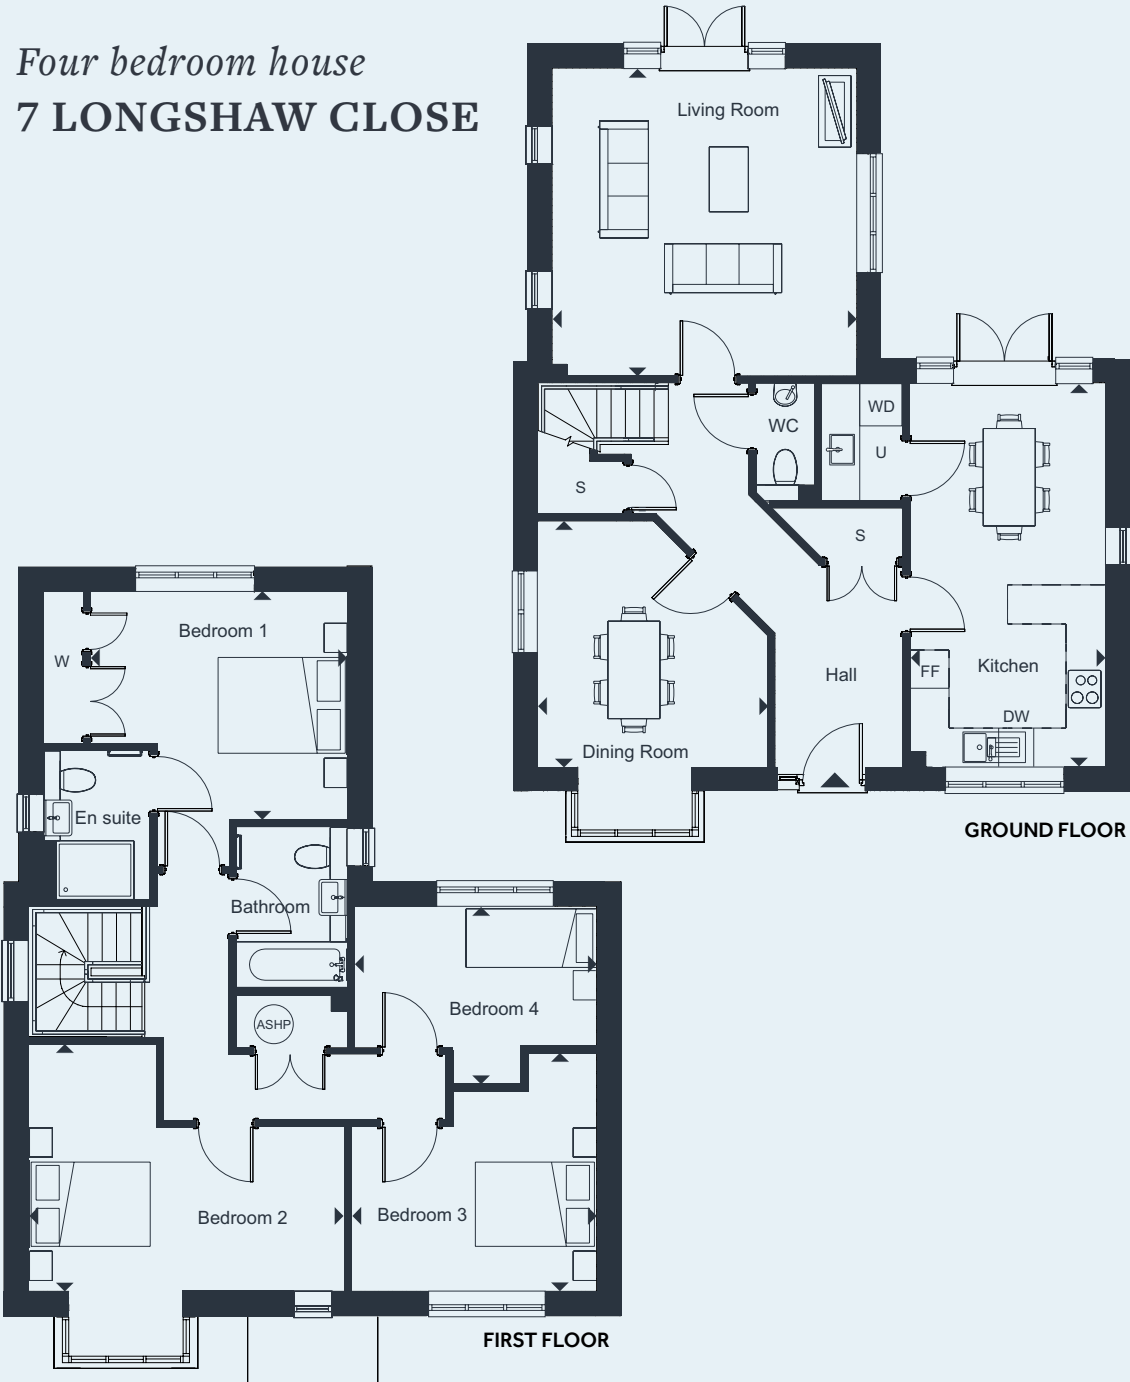 Four bedroom house
7 LONGSHAW CLOSE
Living Room
WC
WD
U
S
S
Hall
FF
Kitchen
DW
Dining Room
GROUND FLOOR
Bedroom 1
W
En suite
Bathroom
Bedroom 4
ASHP
Bedroom 2
Bedroom 3
FIRST FLOOR